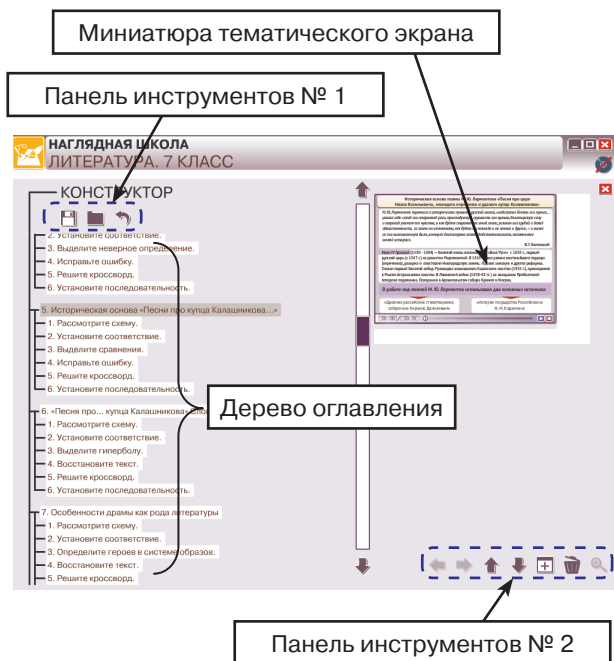 Миниатюра тематического экрана
Панель инструментов № 1
НАГЛЯДНАЯ ШКОЛА
ЛИТЕРАТУРА. 7 КЛАСС
КОНСТРУКТОР
2. Установите соответствие.
3. Выделите неверное определение.
4. Исправьте ошибку.
5. Решите кроссворд.
6. Установите последовательность.
5. Историческая основа «Песни про купца Калашникова...»
1. Рассмотрите схему.
2. Установите соответствие.
3. Выделите сравнения.
4. Исправьте ошибку.
5. Решите кроссворд.
6. Установите последовательность.
6. «Песня про... купца Калашникова»
1. Рассмотрите схему.
2. Установите соответствие.
3. Выделите гиперболу.
4. Восстановите текст.
5. Решите кроссворд.
6. Установите последовательность.
7. Особенности драмы как рода литературы
1. Рассмотрите схему.
2. Установите соответствие.
3. Определите героев в системе образов.
4. Восстановите текст.
5. Решите кроссворд.
Историческая основа поэмы М. Ю. Лермонтова «Песня про царя
Ивана Васильевича, молодого опричника и удалого купца Калашникова»
В. Г. Белинский
В работе над поэмой М. Ю. Лермонтов использовал два основных источника
«Древние российские стихотворения,
собранные Киршею Даниловым»
«История государства Российского»
Н. М. Карамзина
Дерево оглавления
Панель инструментов № 2